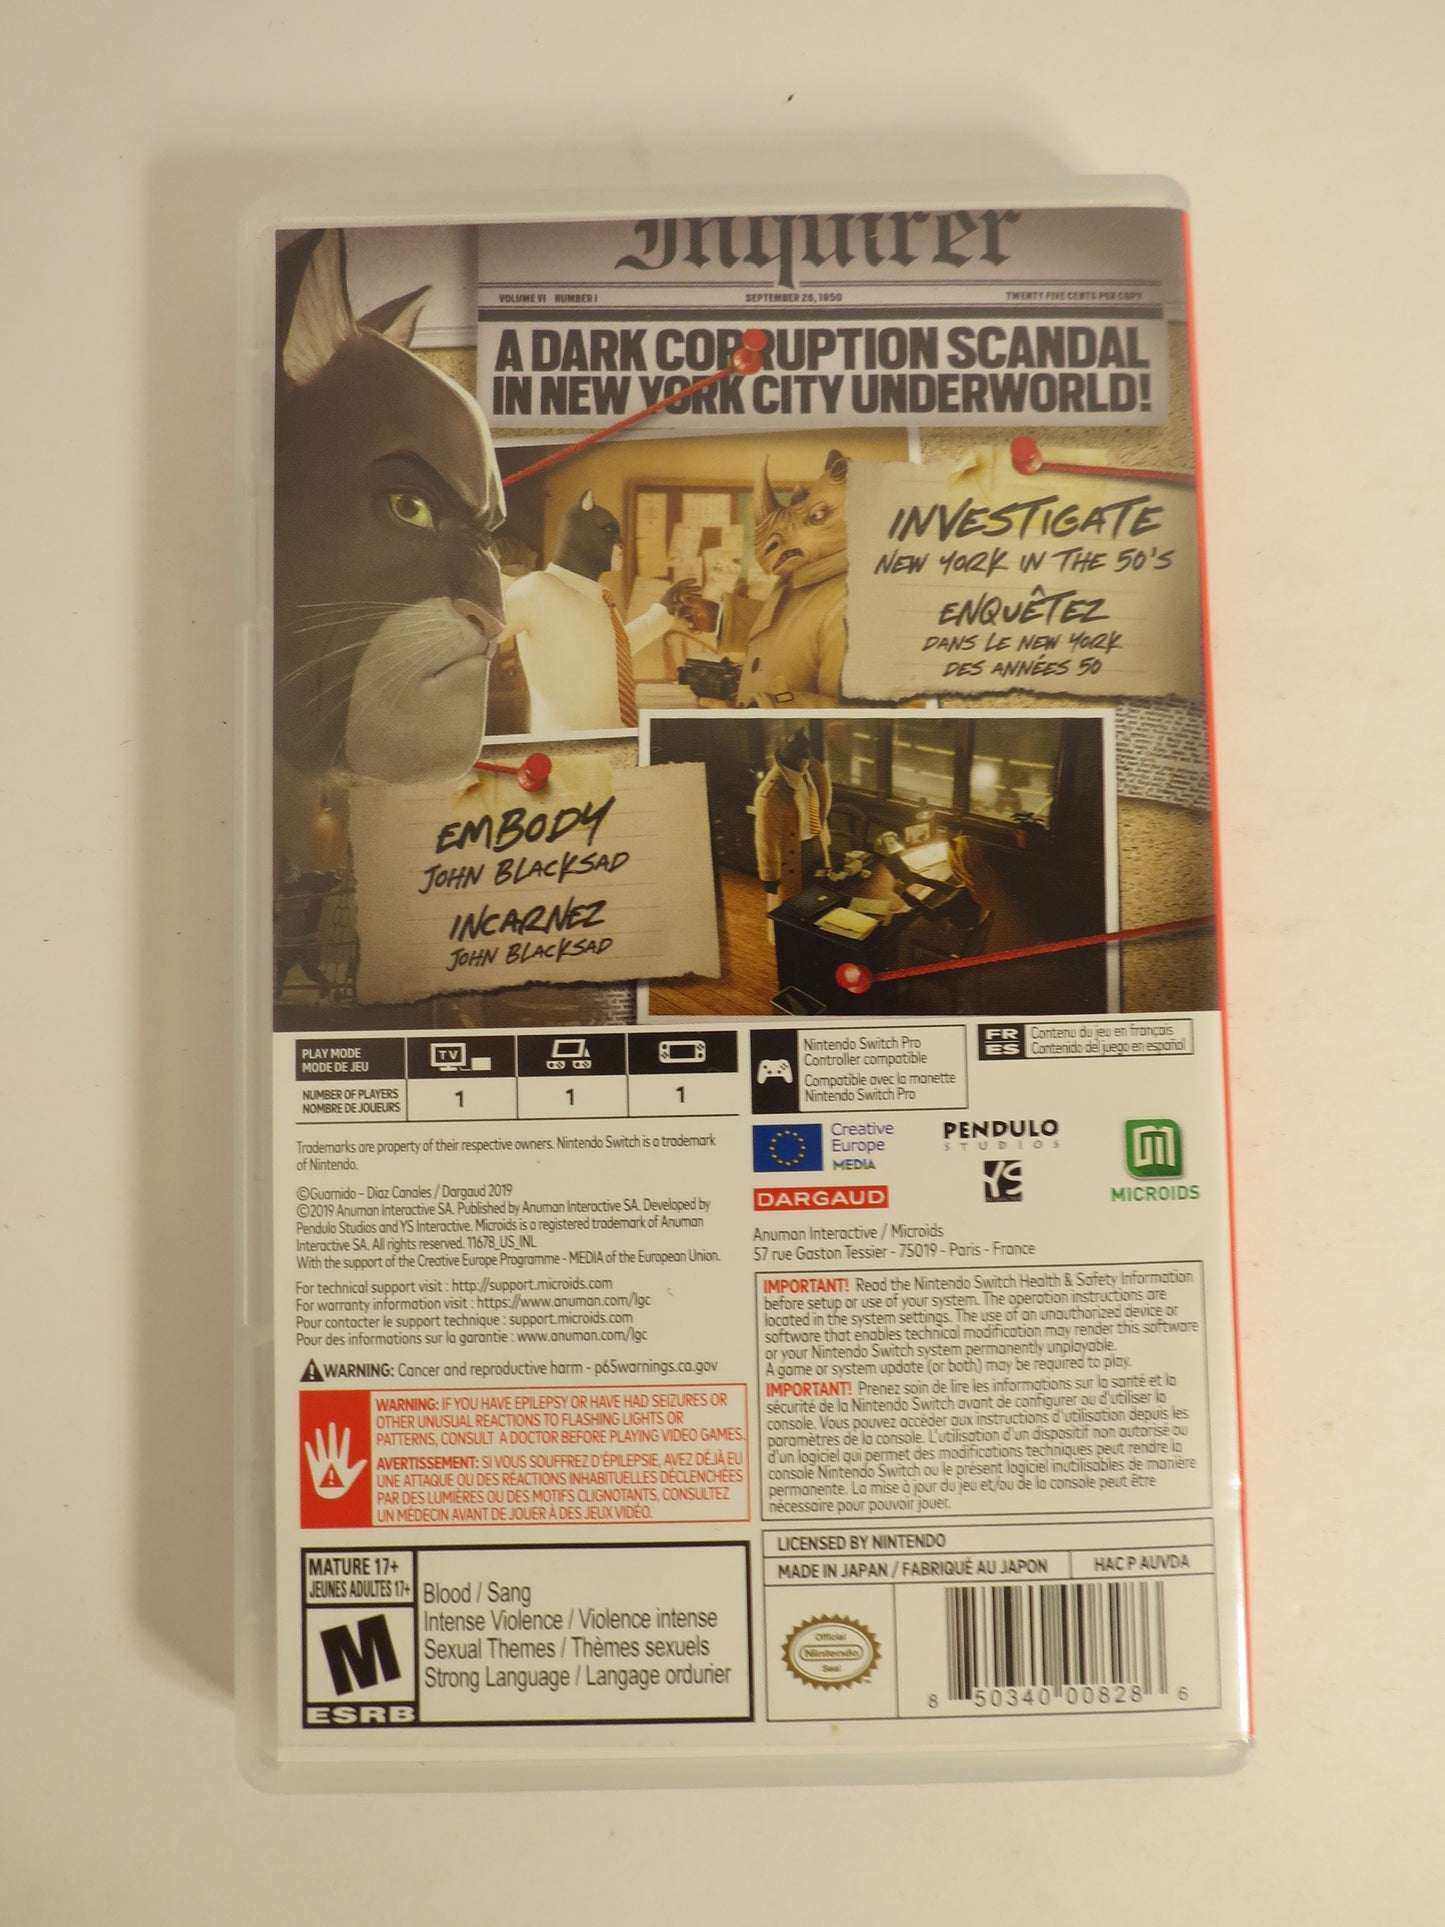 Inquirer
VOLUME VI NUMBER I
SEPTEMBER 26, 1950
TWENTY FIVE CENTS PER COPY
A DARK CORRUPTION SCANDAL
IN NEW YORK CITY UNDERWORLD!
INVESTIGATE
NEW YORK IN THE 50'S
ENQUÊTEZ
DANS LE NEW YORK
DES ANNÉES 50
EMBODY
JOHN BLACKSAD
INCARNEZ
JOHN BLACKSAD
PLAY MODE
MODE DE JEU
TV
NUMBER OF PLAYERS
NOMBRE DE JOUEURS
1
1
1
Nintendo Switch Pro
Controller compatible
Compatible avec la manette
Nintendo Switch Pro
FR
ES
Contenu du jeu en français
Contenido del juego en español
Trademarks are property of their respective owners. Nintendo Switch is a trademark
of Nintendo.
©Guarnido – Diaz Canales / Dargaud 2019
©2019 Anuman Interactive SA. Published by Anuman Interactive SA. Developed by
Pendulo Studios and YS Interactive. Microids is a registered trademark of Anuman
Interactive SA. All rights reserved. 11678_US_INL
With the support of the Creative Europe Programme - MEDIA of the European Union.
For technical support visit : http://support.microids.com
For warranty information visit : https://www.anuman.com/lgc
Pour contacter le support technique : support.microids.com
Pour des informations sur la garantie : www.anuman.com/lgc
WARNING: Cancer and reproductive harm - p65warnings.ca.gov
WARNING: IF YOU HAVE EPILEPSY OR HAVE HAD SEIZURES OR
OTHER UNUSUAL REACTIONS TO FLASHING LIGHTS OR
PATTERNS, CONSULT A DOCTOR BEFORE PLAYING VIDEO GAMES.
AVERTISSEMENT: SI VOUS SOUFFREZ D'ÉPILEPSIE, AVEZ DÉJÀ EU
UNE ATTAQUE OU DES RÉACTIONS INHABITUELLES DÉCLENCHÉES
PAR DES LUMIÈRES OU DES MOTIFS CLIGNOTANTS, CONSULTEZ
UN MÉDECIN AVANT DE JOUER À DES JEUX VIDÉO.
Creative
Europe
MEDIA
PENDULO
STUDIOS
DARGAUD
YS
MICROIDS
Anuman Interactive / Microids
57 rue Gaston Tessier - 75019 - Paris - France
IMPORTANT! Read the Nintendo Switch Health & Safety Information
before setup or use of your system. The operation instructions are
located in the system settings. The use of an unauthorized device or
software that enables technical modification may render this software
or your Nintendo Switch system permanently unplayable.
A game or system update (or both) may be required to play.
IMPORTANT! Prenez soin de lire les informations sur la santé et la
sécurité de la Nintendo Switch avant de configurer ou d'utiliser la
console. Vous pouvez accéder aux instructions d'utilisation depuis les
paramètres de la console. L'utilisation d'un dispositif non autorisé ou
d'un logiciel qui permet des modifications techniques peut rendre la
console Nintendo Switch ou le présent logiciel inutilisables de manière
permanente. La mise à jour du jeu et/ou de la console peut être
nécessaire pour pouvoir jouer.
MATURE 17+
JEUNES ADULTES 17+
M
ESRB
Blood / Sang
Intense Violence / Violence intense
Sexual Themes / Thèmes sexuels
Strong Language / Langage ordurier
LICENSED BY NINTENDO
MADE IN JAPAN / FABRIQUÉ AU JAPON
HAC P AUVDA
Official
Nintendo
Seal
8 50340 00828 6